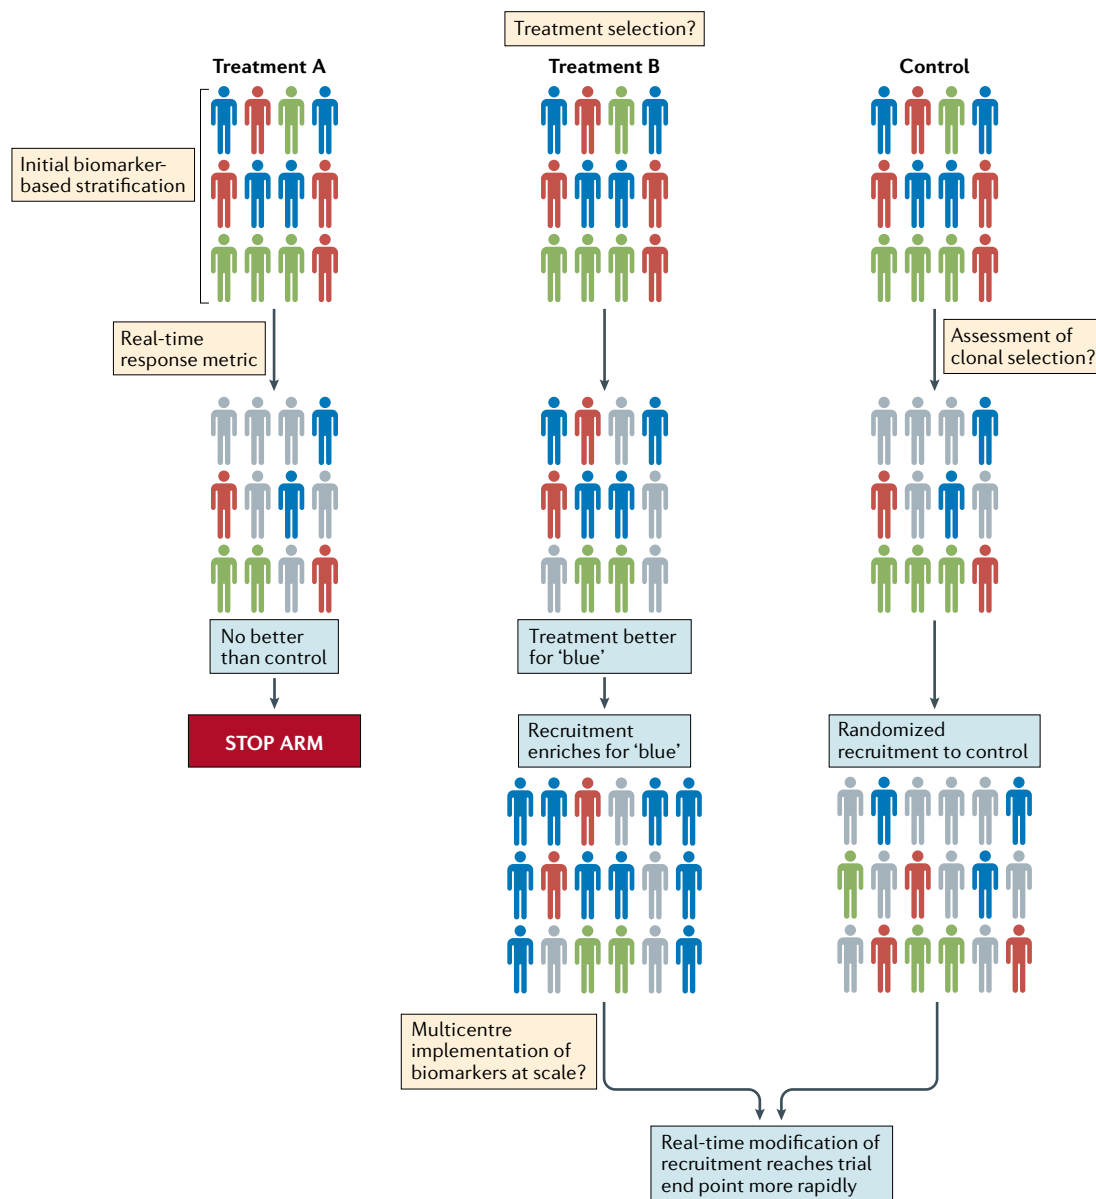 Treatment selection?
Treatment A
Treatment B
Control
Initial biomarker-
based stratification
Real-time
response metric
Assessment of
clonal selection?
No better
than control
Treatment better
for ‘blue’
STOP ARM
Recruitment
enriches for ‘blue’
Randomized
recruitment to control
Multicentre
implementation of
biomarkers at scale?
Real-time modification of
recruitment reaches trial
end point more rapidly